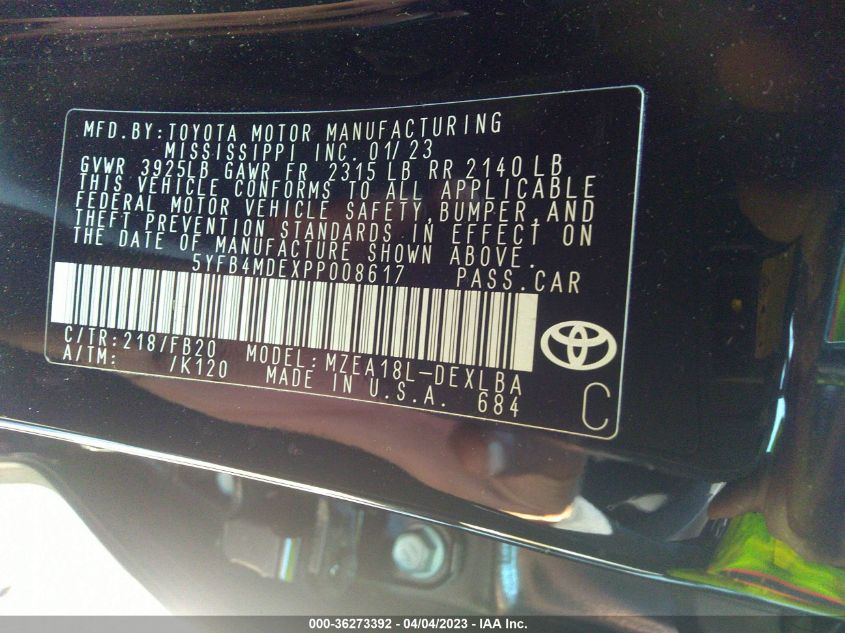 MFD.BY:TOYOTA MOTOR MANUFACTURING
MISSISSIPPI INC. 01/23
GVWR 3925LB GAWR FR 2315LB RR 2140LB
THIS VEHICLE CONFORMS TO ALL APPLICABLE
FEDERAL MOTOR VEHICLE SAFETY,BUMPER,AND
THEFT PREVENTION STANDARDS IN EFFECT ON
THE DATE OF MANUFACTURE SHOWN ABOVE.
5YFB4MDEXPP008617 PASS.CAR
C/TR:218/FB20 MODEL:MZEA18L-DEXLBA
A/TM: /K120 MADE IN U.S.A. 684
C
000-36273392 - 04/04/2023 - IAA Inc.